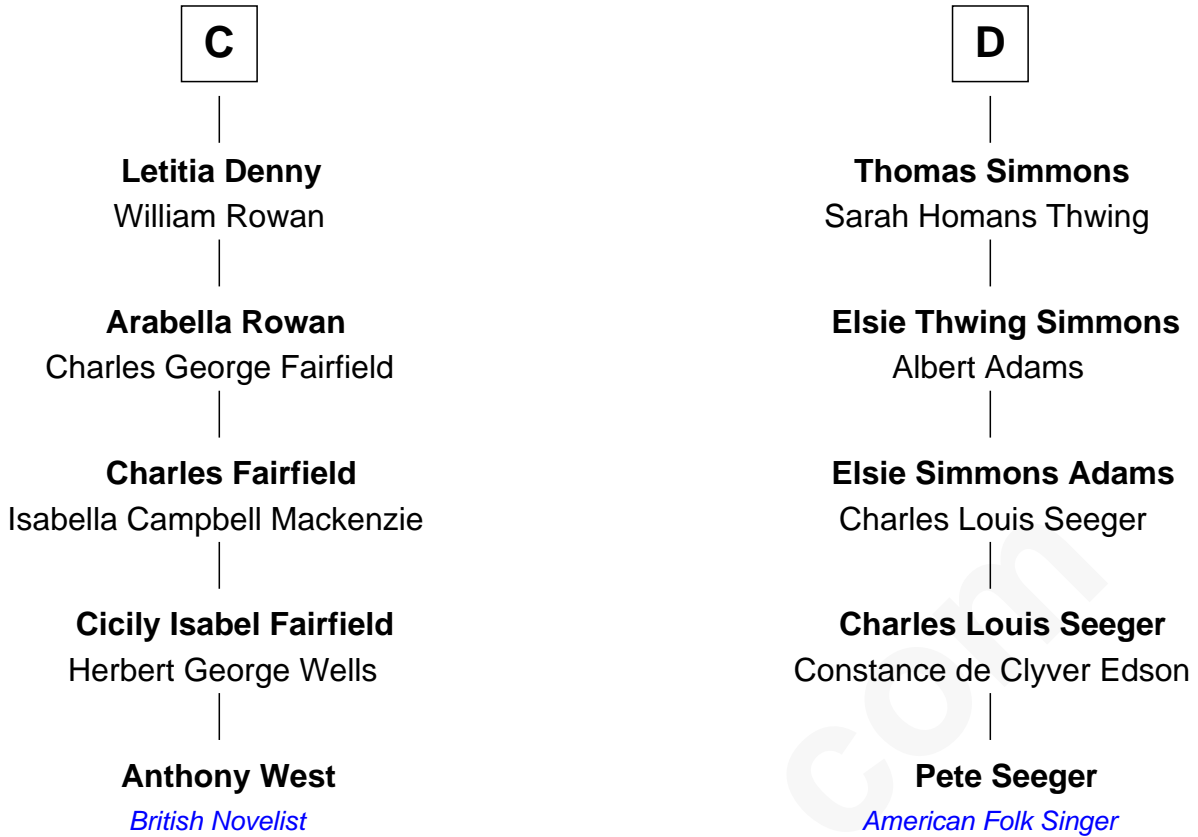 C
Letitia Denny
William Rowan
Arabella Rowan
Charles George Fairfield
Charles Fairfield
Isabella Campbell Mackenzie
Cicily Isabel Fairfield
Herbert George Wells
Anthony West
British Novelist
D
Thomas Simmons
Sarah Homans Thwing
Elsie Thwing Simmons
Albert Adams
Elsie Simmons Adams
Charles Louis Seeger
Charles Louis Seeger
Constance de Clyver Edson
Pete Seeger
American Folk Singer
com